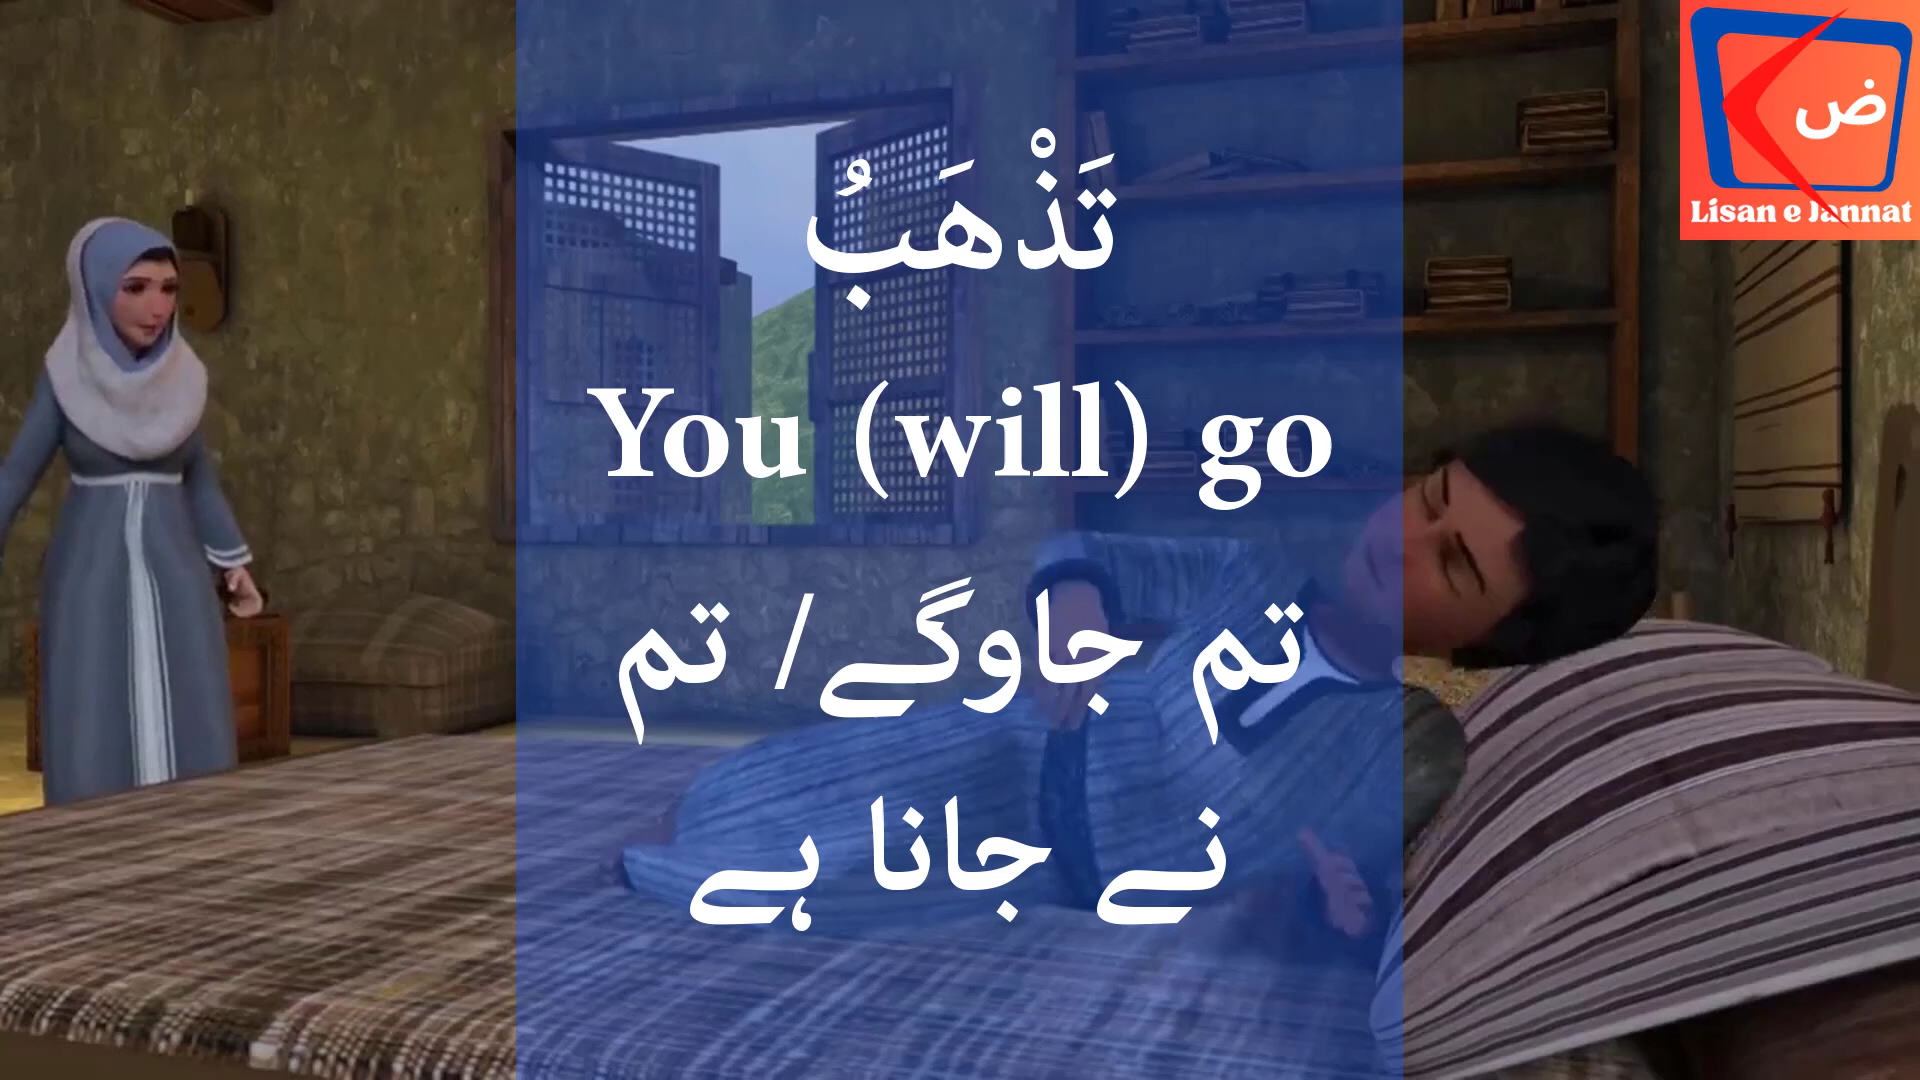 ض
Lisan e Jannat
تَذْهَبُ
You (will) go
تم جاوگے/ تم
نے جانا ہے